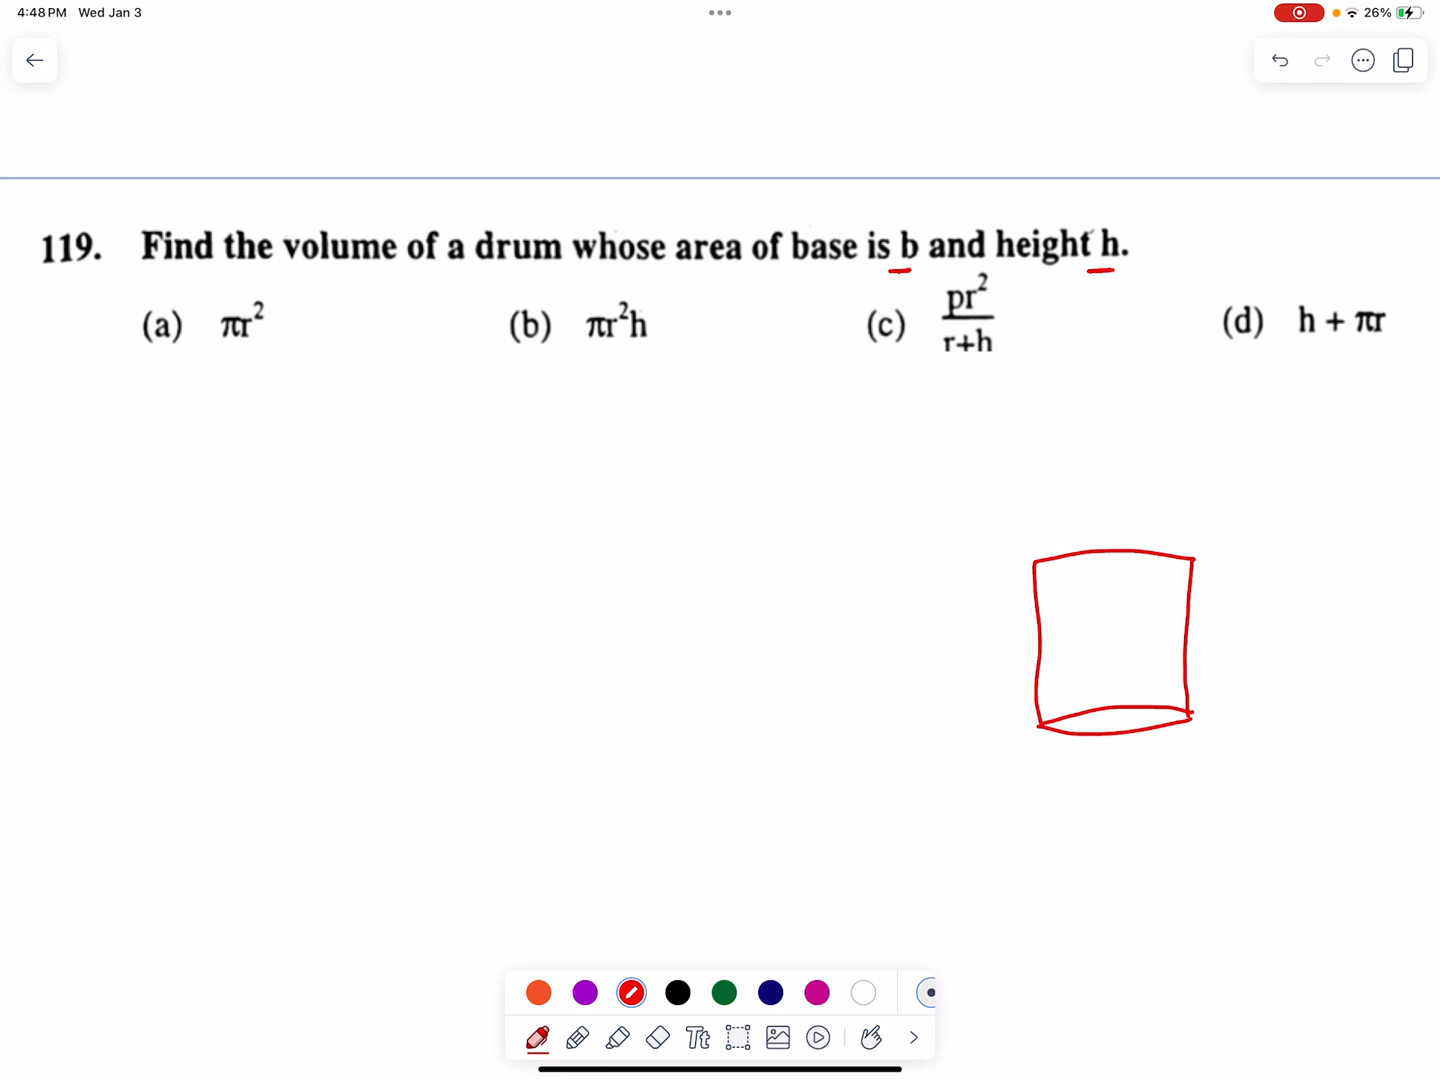 4:48 PM Wed Jan 3
26%
119. Find the volume of a drum whose area of base is b and height h.
(a) πr² (b) πr²h (c) pr²/r+h (d) h + πr
Tt